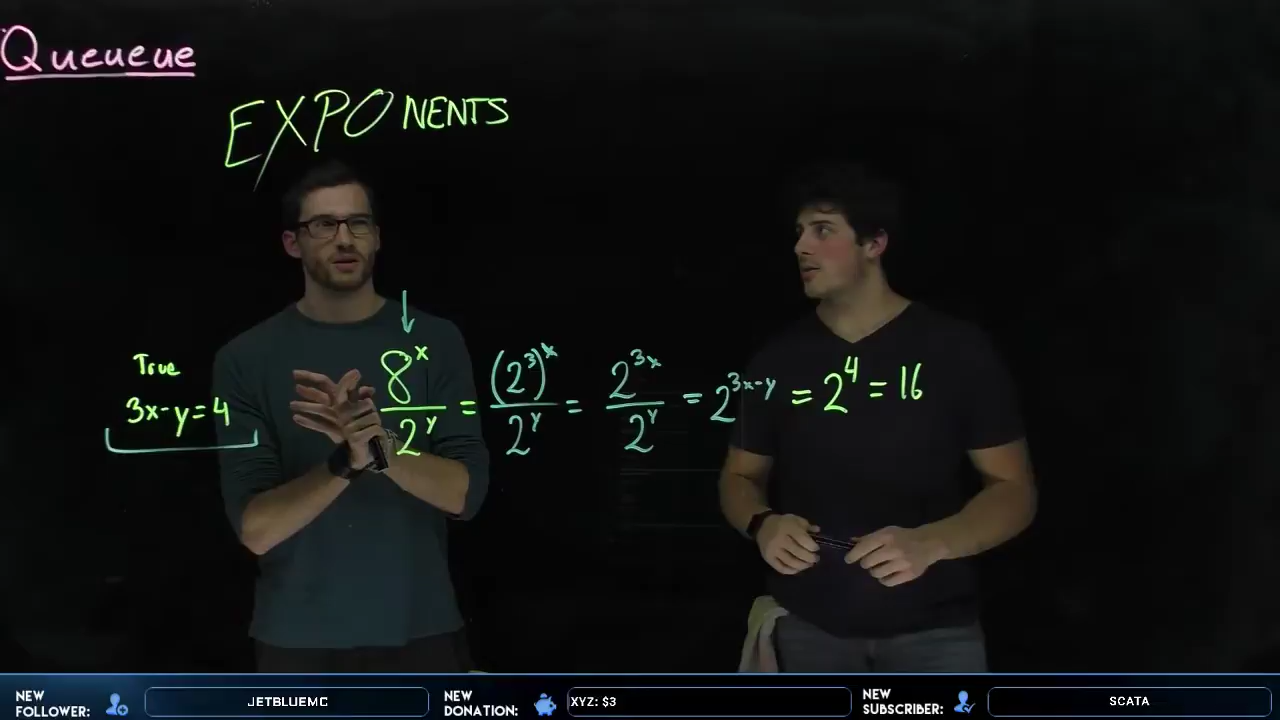 Queueue
EXPONENTS
True
3x-y=4
8^x/2^y = (2^3)^x/2^y = 2^{3x}/2^y = 2^{3x-y} = 2^4 = 16
NEW FOLLOWER: JETBLUEMC
NEW DONATION: XYZ: $3
NEW SUBSCRIBER: SCATA